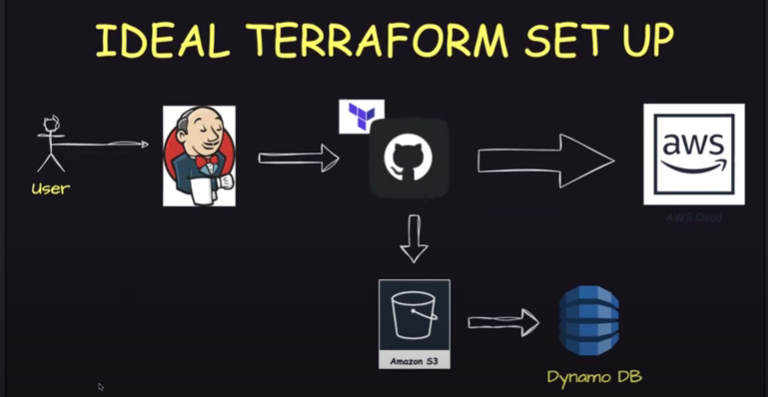 IDEAL TERRAFORM SET UP
User
aws
AWS Cloud
Amazon S3
Dynamo DB